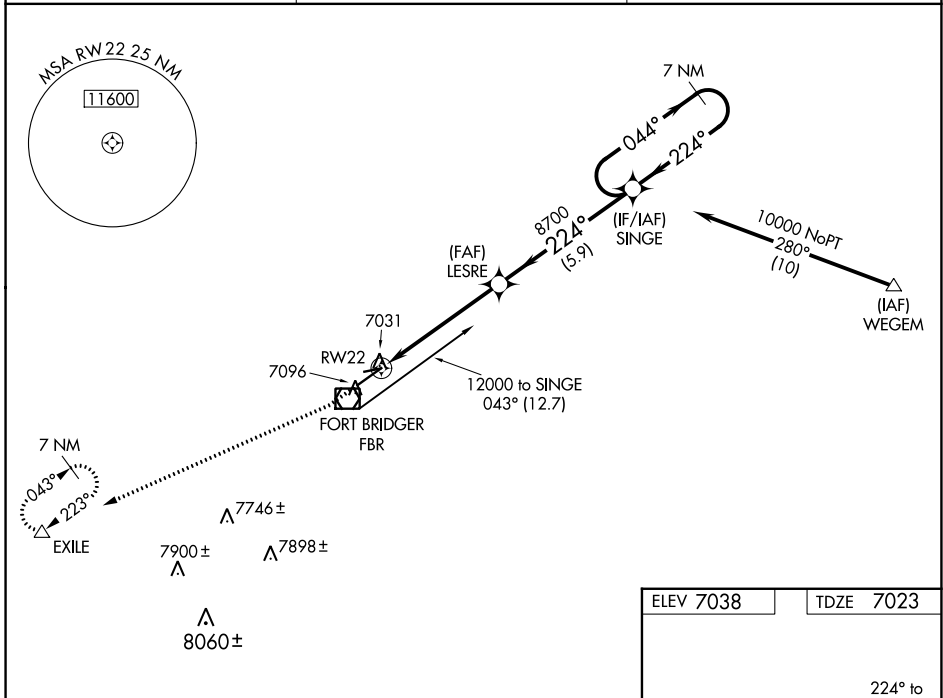 MSA RW22 25 NM
11600
7 NM
044°
224°
(IF/IAF)
SINGE
8700
224°
(5.9)
(FAF)
LESRE
10000 NoPT
280°
(10)
(IAF)
WEGEM
7031
RW22
7096
12000 to SINGE
043° (12.7)
FORT BRIDGER
FBR
7 NM
043°
223°
EXILE
7746±
7900±
7898±
8060±
ELEV 7038
TDZE 7023
224° to